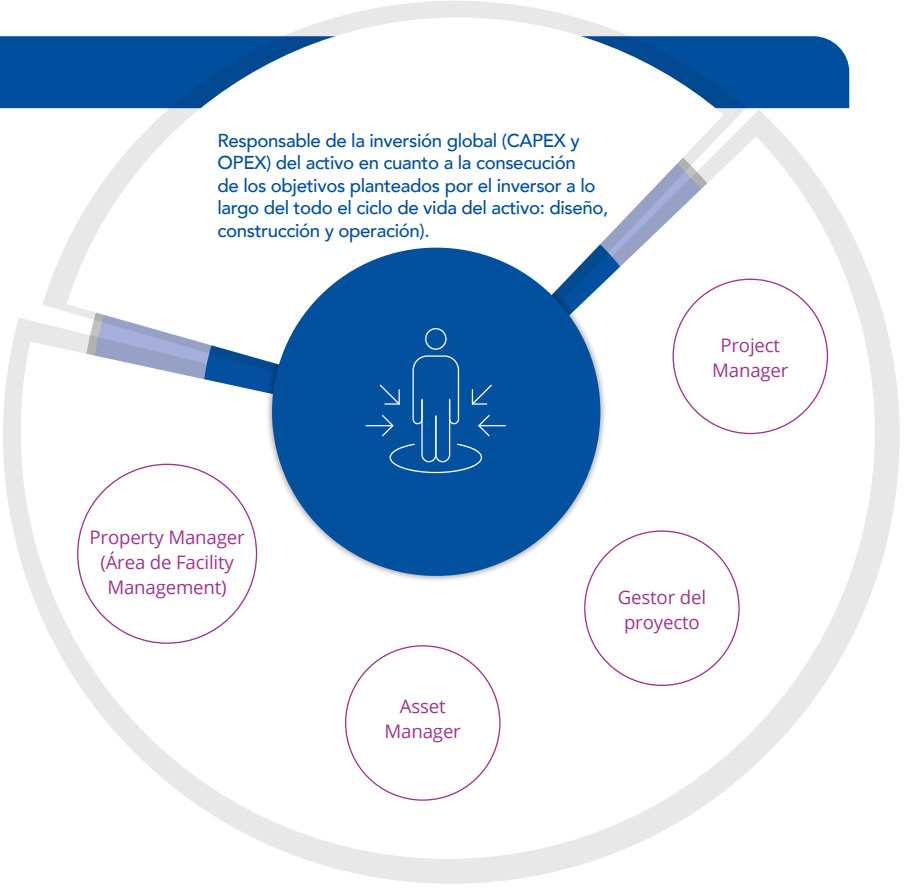 Responsable de la inversión global (CAPEX y
OPEX) del activo en cuanto a la consecución
de los objetivos planteados por el inversor a lo
largo del todo el ciclo de vida del activo: diseño,
construcción y operación).
Project
Manager
Property Manager
(Área de Facility
Management)
Gestor del
proyecto
Asset
Manager